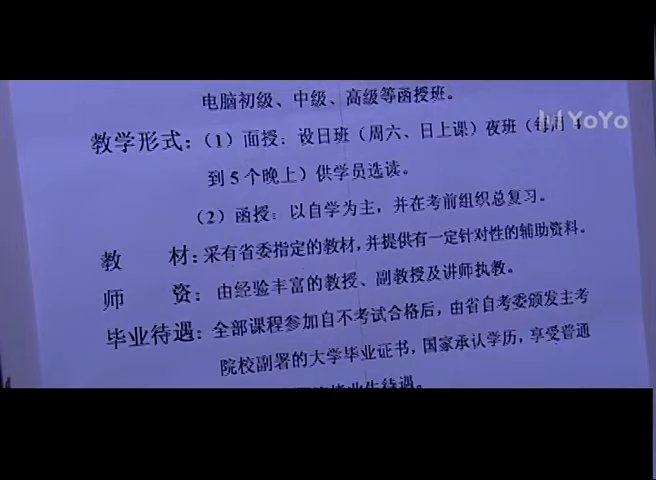 电脑初级、中级、高级等函授班。
YoYo
教学形式：（1）面授：设日班（周六、日上课）夜班（每周4
到5个晚上）供学员选读。
（2）函授：以自学为主，并在考前组织总复习。
教 材：采有省委指定的教材，并提供有一定针对性的辅助资料。
师 资：由经验丰富的教授、副教授及讲师执教。
毕业待遇：全部课程参加自不考试合格后，由省自考委颁发主考
院校副署的大学毕业证书，国家承认学历，享受普通
毕业生待遇。